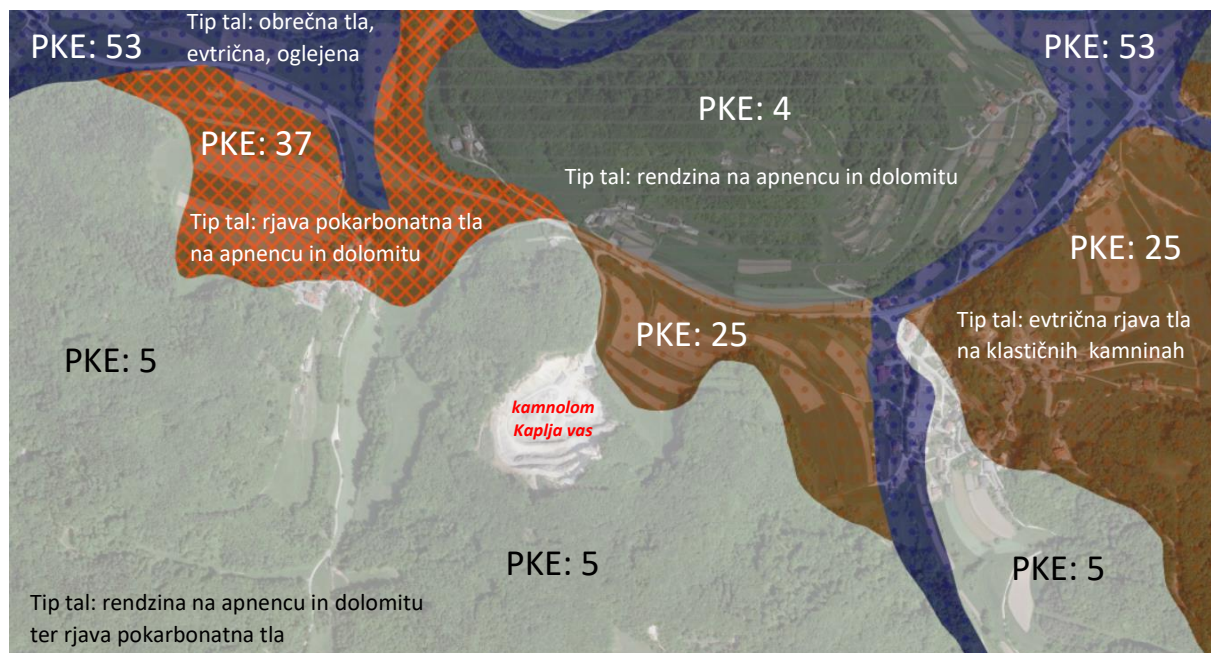 Tip tal: obrečna tla,
evtrična, oglejena
PKE: 53
PKE: 53
PKE: 4
PKE: 37
Tip tal: rendzina na apnencu in dolomitu
Tip tal: rjava pokarbonatna tla
na apnencu in dolomitu
PKE: 25
PKE: 25
Tip tal: evtrična rjava tla
na klastičnih kamninah
PKE: 5
kamnolom
Kaplja vas
PKE: 5
PKE: 5
Tip tal: rendzina na apnencu in dolomitu
ter rjava pokarbonatna tla